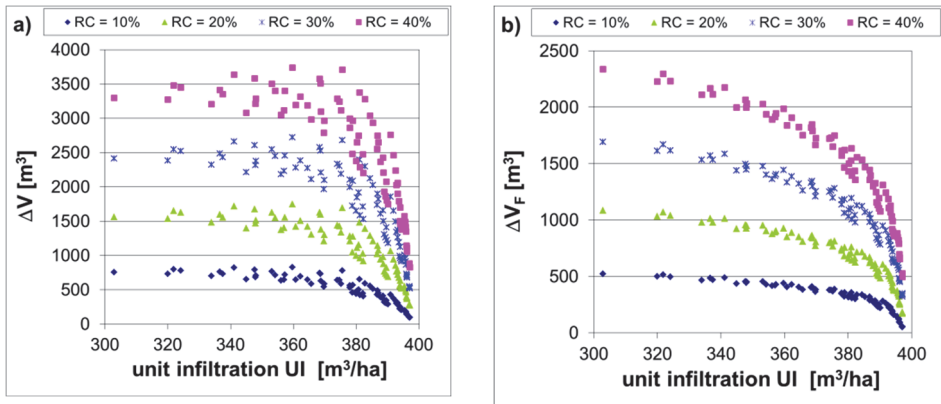 RC = 10% RC = 20% RC = 30% RC = 40%
a)
4000
3500
3000
2500
2000
1500
1000
500
0
ΔV [m³]
300 320 340 360 380 400
unit infiltration UI [m³/ha]
RC = 10% RC = 20% RC = 30% RC = 40%
b)
2500
2000
1500
1000
500
0
ΔV_F [m³]
300 320 340 360 380 400
unit infiltration UI [m³/ha]